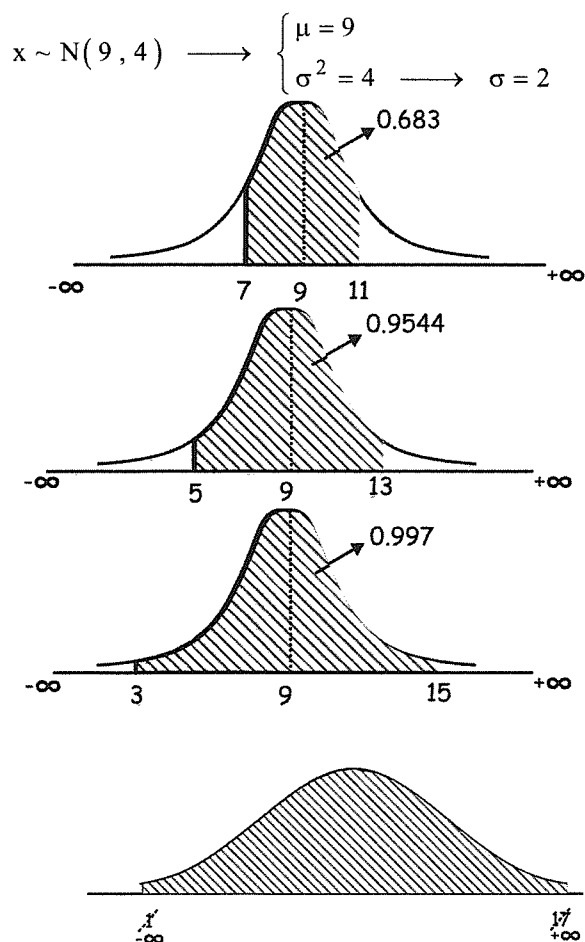 x ~ N( 9 , 4 ) ⟶ { μ = 9
σ² = 4 ⟶ σ = 2
0.683
-∞ 7 9 11 +∞
0.9544
-∞ 5 9 13 +∞
0.997
-∞ 3 9 15 +∞
1 17
-∞ +∞